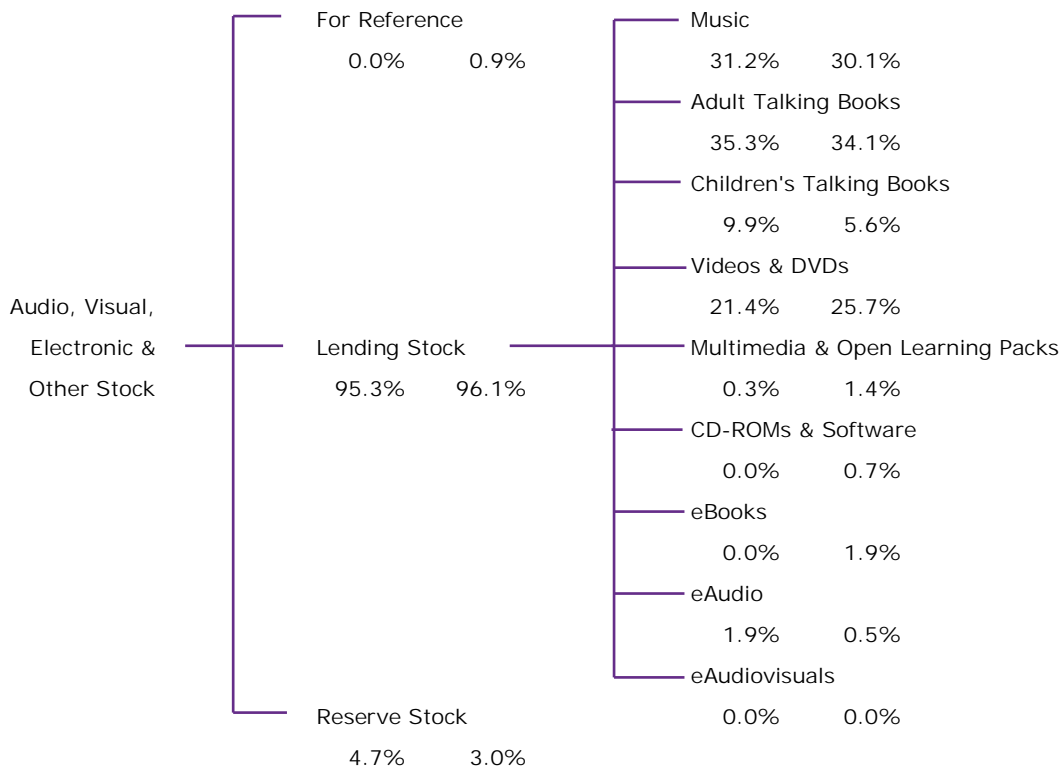 For Reference
0.0% 0.9%
Music
31.2% 30.1%
Adult Talking Books
35.3% 34.1%
Children's Talking Books
9.9% 5.6%
Videos & DVDs
21.4% 25.7%
Audio, Visual,
Electronic &
Other Stock
Lending Stock
95.3% 96.1%
Multimedia & Open Learning Packs
0.3% 1.4%
CD-ROMs & Software
0.0% 0.7%
eBooks
0.0% 1.9%
eAudio
1.9% 0.5%
eAudiovisuals
0.0% 0.0%
Reserve Stock
4.7% 3.0%